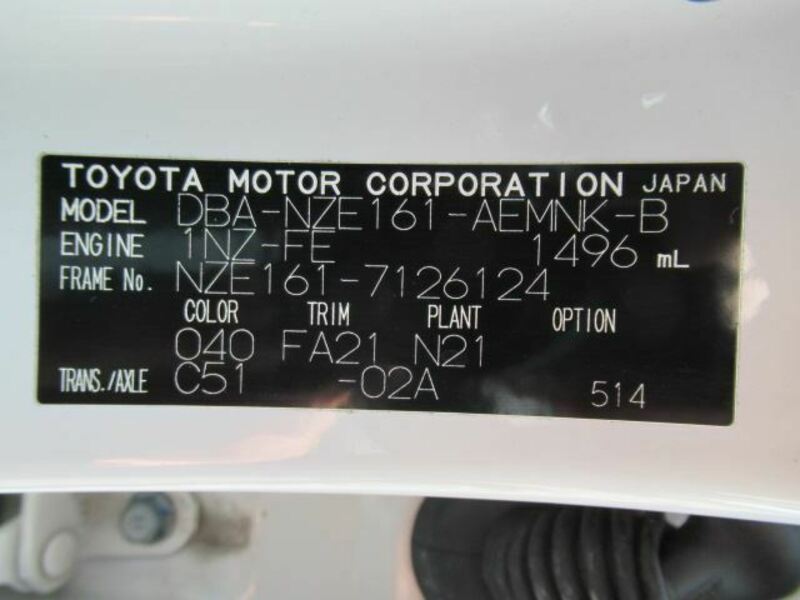 TOYOTA MOTOR CORPORATION JAPAN
MODEL DBA-NZE161-AEMNK-B
ENGINE 1NZ-FE 1496 mL
FRAME No. NZE161-7126124
COLOR TRIM PLANT OPTION
040 FA21 N21
TRANS./AXLE C51 -02A 514